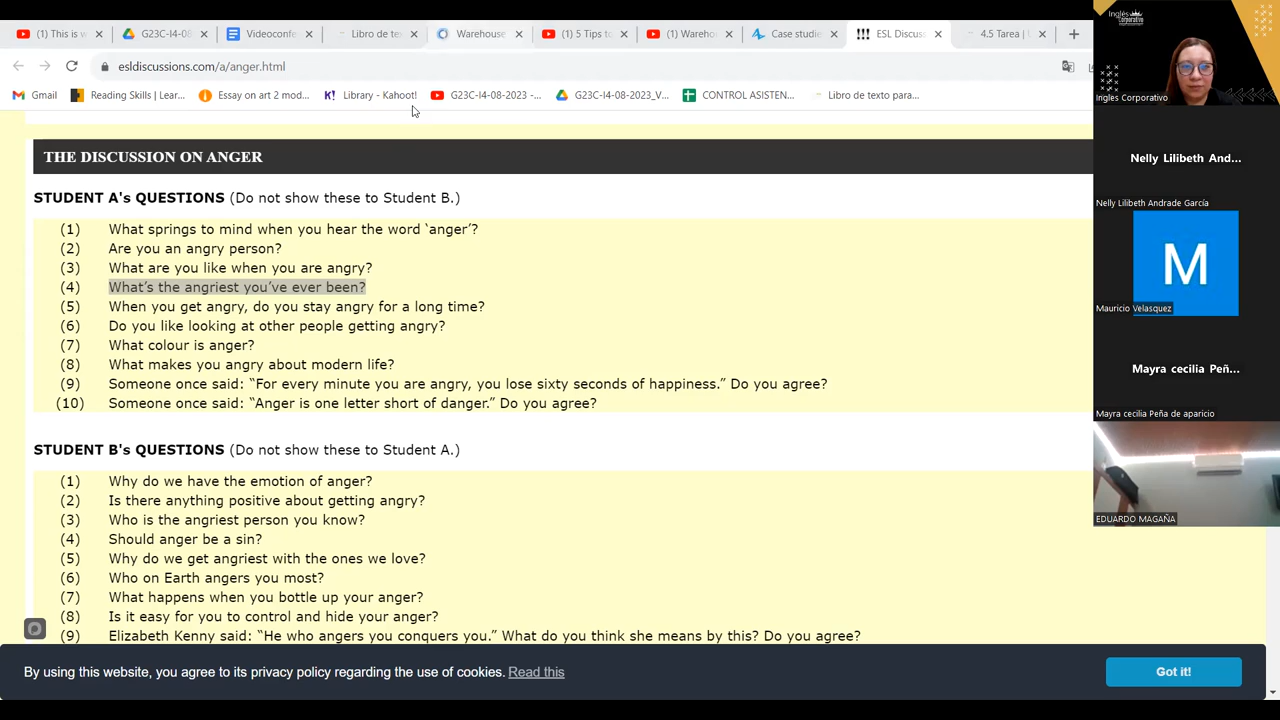 (1) This is w
G23C-I4-08
Videoconfe
Libro de tex
Warehouse
(1) 5 Tips to
(1) Wareho
Case studie
ESL Discuss
4.5 Tarea | U
esldiscussions.com/a/anger.html
Gmail
Reading Skills | Lear...
Essay on art 2 mod...
Library - Kahoot!
G23C-I4-08-2023 -...
G23C-I4-08-2023_V...
CONTROL ASISTEN...
Libro de texto para...
THE DISCUSSION ON ANGER
STUDENT A's QUESTIONS (Do not show these to Student B.)
(1) What springs to mind when you hear the word ‘anger’?
(2) Are you an angry person?
(3) What are you like when you are angry?
(4) What’s the angriest you’ve ever been?
(5) When you get angry, do you stay angry for a long time?
(6) Do you like looking at other people getting angry?
(7) What colour is anger?
(8) What makes you angry about modern life?
(9) Someone once said: “For every minute you are angry, you lose sixty seconds of happiness.” Do you agree?
(10) Someone once said: “Anger is one letter short of danger.” Do you agree?
STUDENT B's QUESTIONS (Do not show these to Student A.)
(1) Why do we have the emotion of anger?
(2) Is there anything positive about getting angry?
(3) Who is the angriest person you know?
(4) Should anger be a sin?
(5) Why do we get angriest with the ones we love?
(6) Who on Earth angers you most?
(7) What happens when you bottle up your anger?
(8) Is it easy for you to control and hide your anger?
(9) Elizabeth Kenny said: “He who angers you conquers you.” What do you think she means by this? Do you agree?
By using this website, you agree to its privacy policy regarding the use of cookies. Read this
Got it!
Inglés
Corporativo
Ingles Corporativo
Nelly Lilibeth And...
Nelly Lilibeth Andrade García
M
Mauricio Velasquez
Mayra cecilia Peñ...
Mayra cecilia Peña de aparicio
EDUARDO MAGAÑA